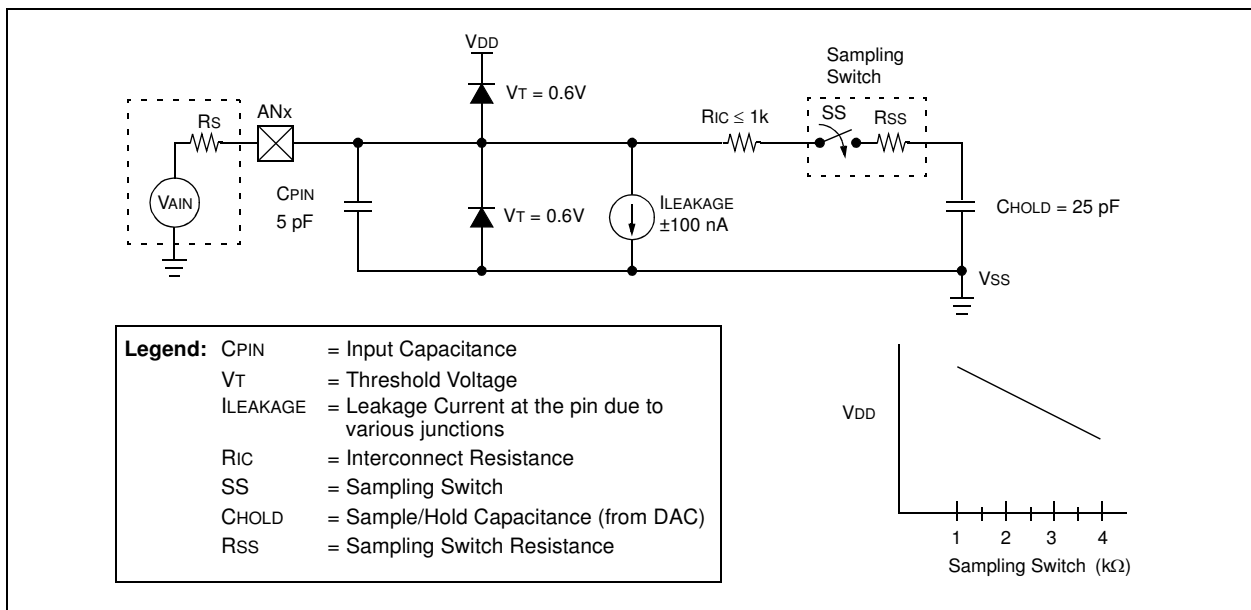 VDD
Sampling
Switch
VT = 0.6V
ANx
RS
RIC ≤ 1k
SS
RSS
VAIN
CPIN
5 pF
VT = 0.6V
ILEAKAGE
±100 nA
CHOLD = 25 pF
VSS
Legend: CPIN = Input Capacitance
VT = Threshold Voltage
ILEAKAGE = Leakage Current at the pin due to
various junctions
RIC = Interconnect Resistance
SS = Sampling Switch
CHOLD = Sample/Hold Capacitance (from DAC)
RSS = Sampling Switch Resistance
VDD
1 2 3 4
Sampling Switch (kΩ)